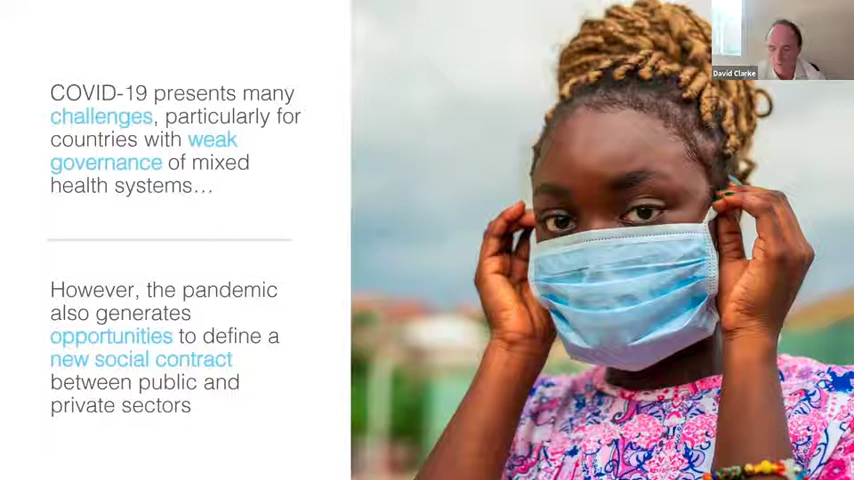 COVID-19 presents many
challenges, particularly for
countries with weak
governance of mixed
health systems...
However, the pandemic
also generates
opportunities to define a
new social contract
between public and
private sectors
David Clarke